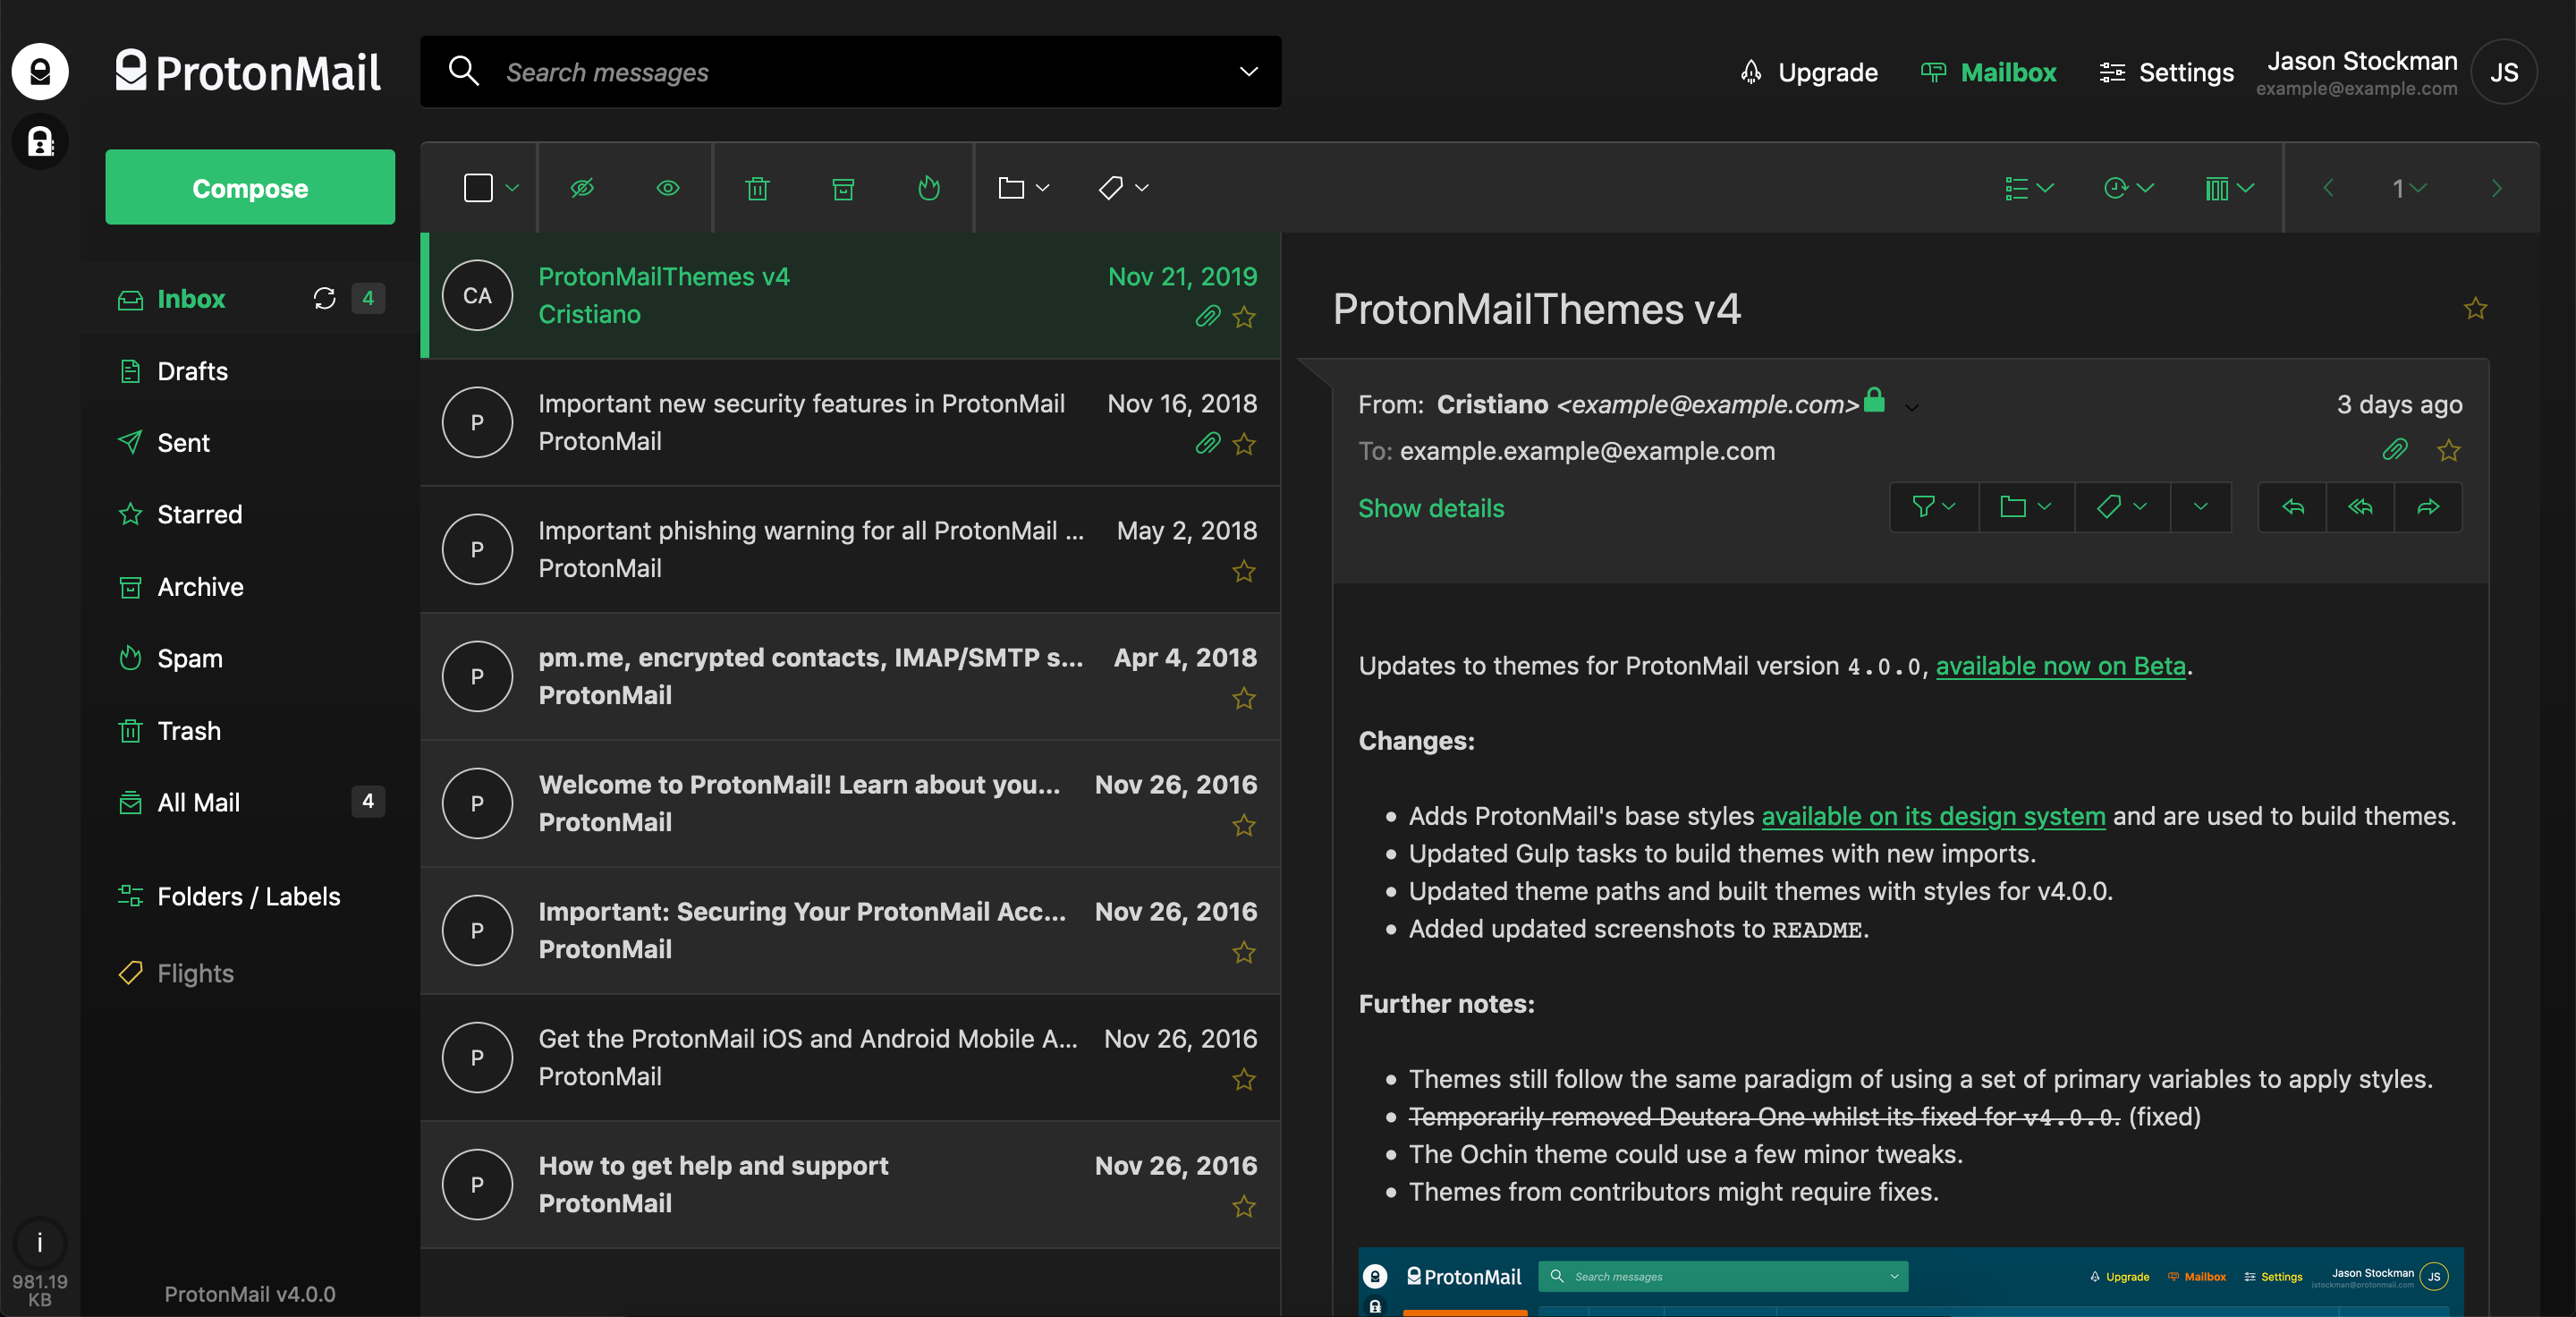 ProtonMail
Search messages
Upgrade
Mailbox
Settings
Jason Stockman
example@example.com
JS
Compose
1
Inbox
4
Drafts
Sent
Starred
Archive
Spam
Trash
All Mail
4
Folders / Labels
Flights
ProtonMail v4.0.0
i
981.19
KB
CA
ProtonMailThemes v4
Nov 21, 2019
Cristiano
P
Important new security features in ProtonMail
Nov 16, 2018
ProtonMail
P
Important phishing warning for all ProtonMail ...
May 2, 2018
ProtonMail
P
pm.me, encrypted contacts, IMAP/SMTP s...
Apr 4, 2018
ProtonMail
P
Welcome to ProtonMail! Learn about you...
Nov 26, 2016
ProtonMail
P
Important: Securing Your ProtonMail Acc...
Nov 26, 2016
ProtonMail
P
Get the ProtonMail iOS and Android Mobile A...
Nov 26, 2016
ProtonMail
P
How to get help and support
Nov 26, 2016
ProtonMail
ProtonMailThemes v4
From: Cristiano <example@example.com>
3 days ago
To: example.example@example.com
Show details
Updates to themes for ProtonMail version 4.0.0, available now on Beta.
Changes:
• Adds ProtonMail's base styles available on its design system and are used to build themes.
• Updated Gulp tasks to build themes with new imports.
• Updated theme paths and built themes with styles for v4.0.0.
• Added updated screenshots to README.
Further notes:
• Themes still follow the same paradigm of using a set of primary variables to apply styles.
• Temporarily removed Deutera One whilst its fixed for v4.0.0. (fixed)
• The Ochin theme could use a few minor tweaks.
• Themes from contributors might require fixes.
ProtonMail
Search messages
Upgrade
Mailbox
Settings
Jason Stockman
jstockman@protonmail.com
JS